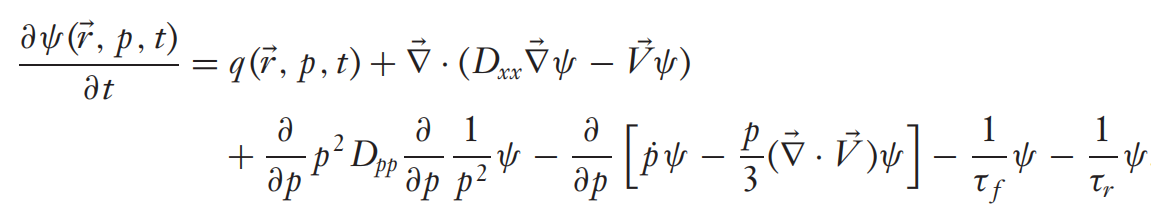 ∂ψ(r⃗, p, t)/∂t = q(r⃗, p, t) + ∇⃗ · (D_xx ∇⃗ψ − V⃗ψ)
+ ∂/∂p p² D_pp ∂/∂p 1/p² ψ − ∂/∂p [ṗψ − p/3 (∇⃗ · V⃗)ψ] − 1/τ_f ψ − 1/τ_r ψ